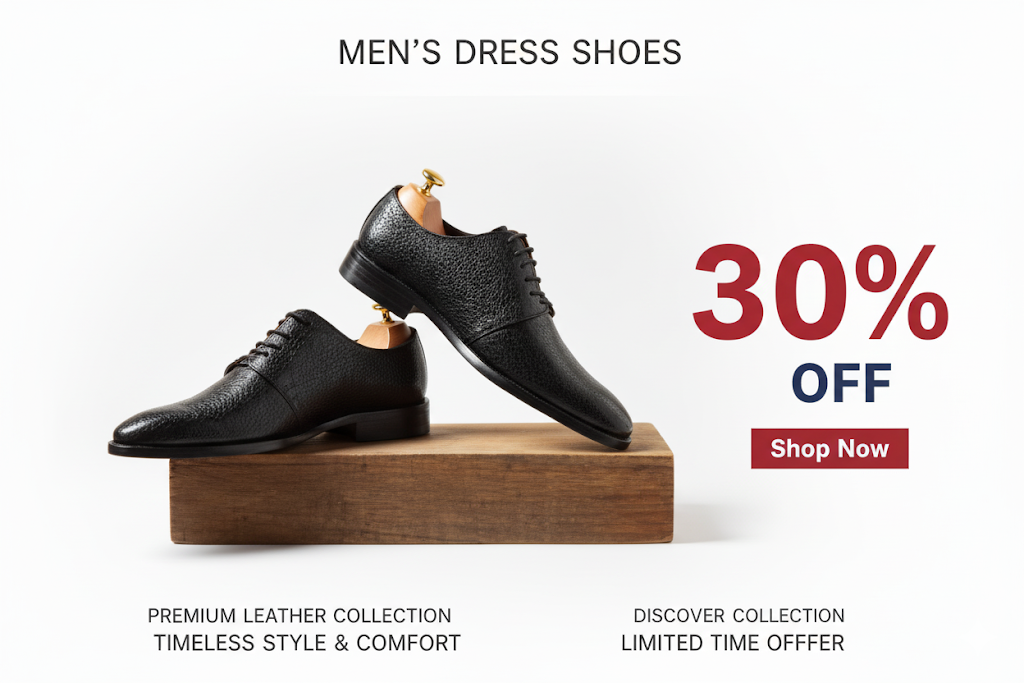 MEN'S DRESS SHOES
30%
OFF
Shop Now
PREMIUM LEATHER COLLECTION
TIMELESS STYLE & COMFORT
DISCOVER COLLECTION
LIMITED TIME OFFFER